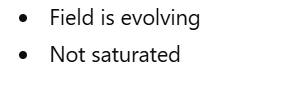 • Field is evolving
• Not saturated